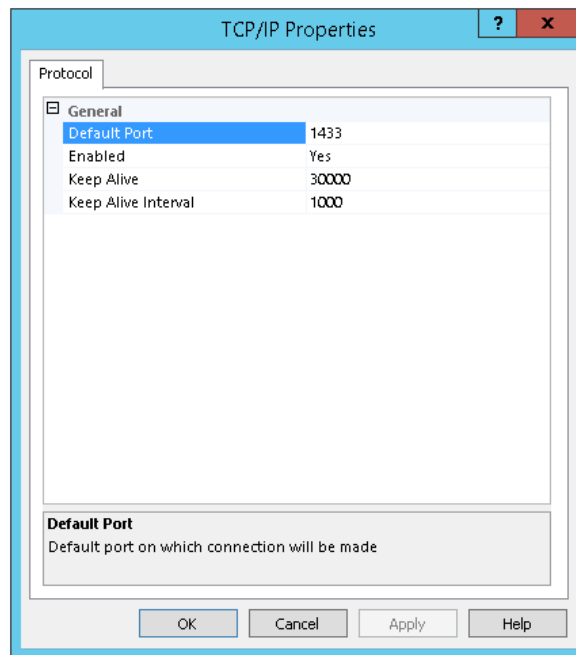 TCP/IP Properties
? x
Protocol
General
Default Port 1433
Enabled Yes
Keep Alive 30000
Keep Alive Interval 1000
Default Port
Default port on which connection will be made
OK Cancel Apply Help